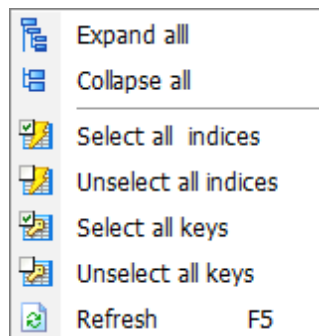 Expand alll
Collapse all
Select all  indices
Unselect all indices
Select all keys
Unselect all keys
Refresh F5